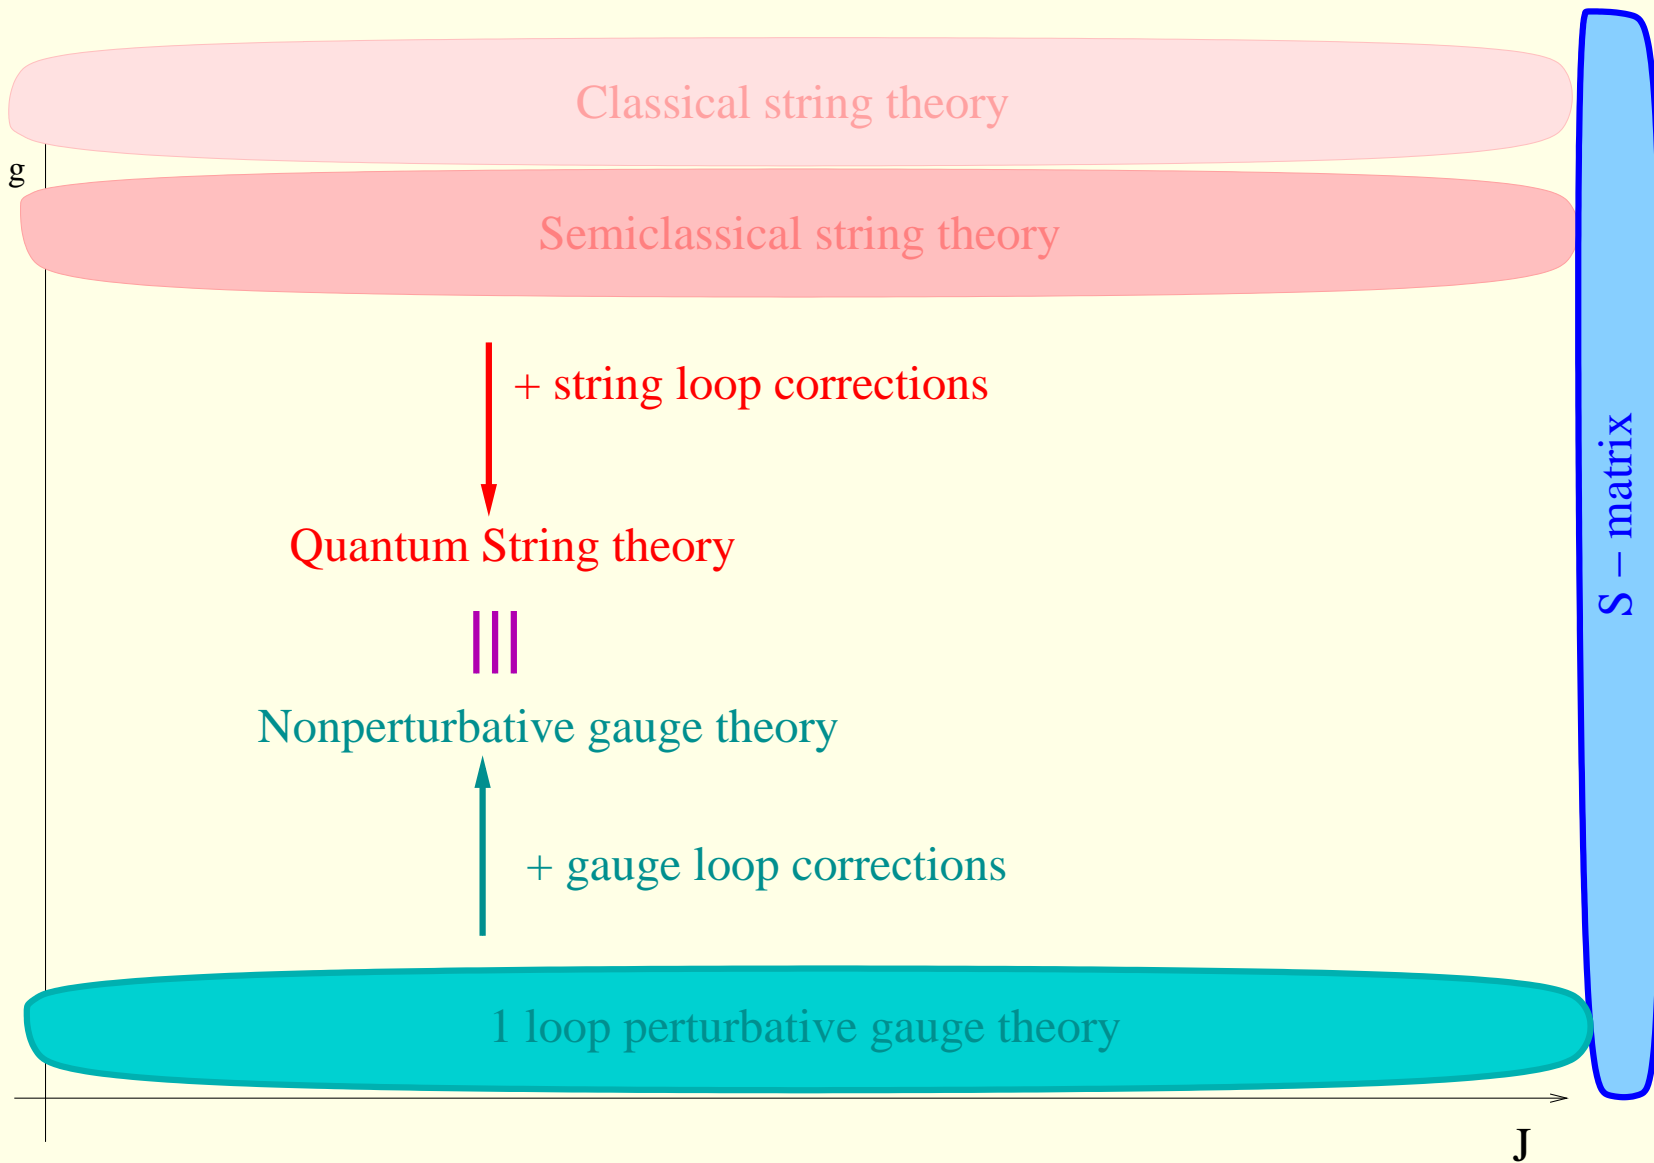 Classical string theory
g
Semiclassical string theory
+ string loop corrections
Quantum String theory
Nonperturbative gauge theory
+ gauge loop corrections
1 loop perturbative gauge theory
J
S – matrix